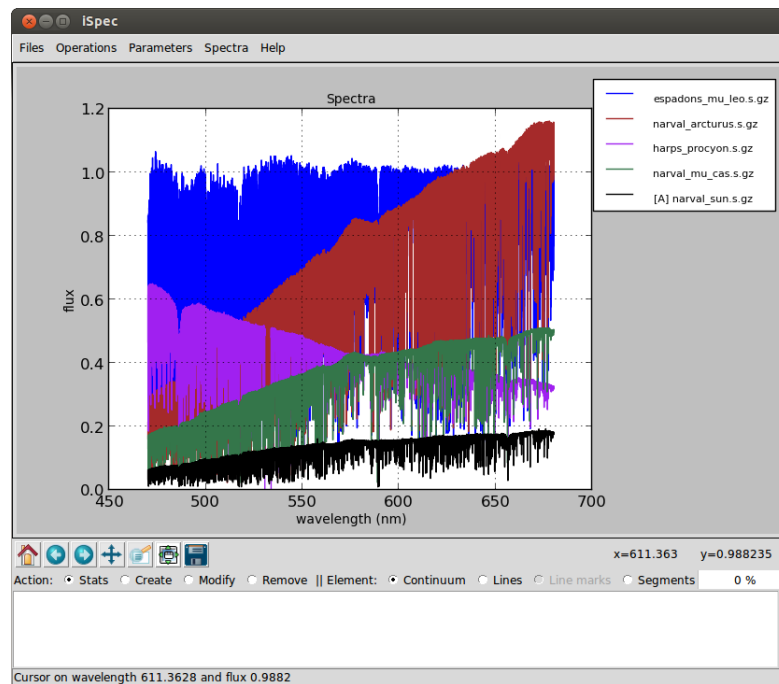 iSpec
Files Operations Parameters Spectra Help
Spectra
espadons_mu_leo.s.gz
narval_arcturus.s.gz
harps_procyon.s.gz
narval_mu_cas.s.gz
[A] narval_sun.s.gz
1.2
1.0
0.8
0.6
0.4
0.2
0.0
flux
450 500 550 600 650 700
wavelength (nm)
x=611.363 y=0.988235
Action: Stats Create Modify Remove || Element: Continuum Lines Line marks Segments 0 %
Cursor on wavelength 611.3628 and flux 0.9882